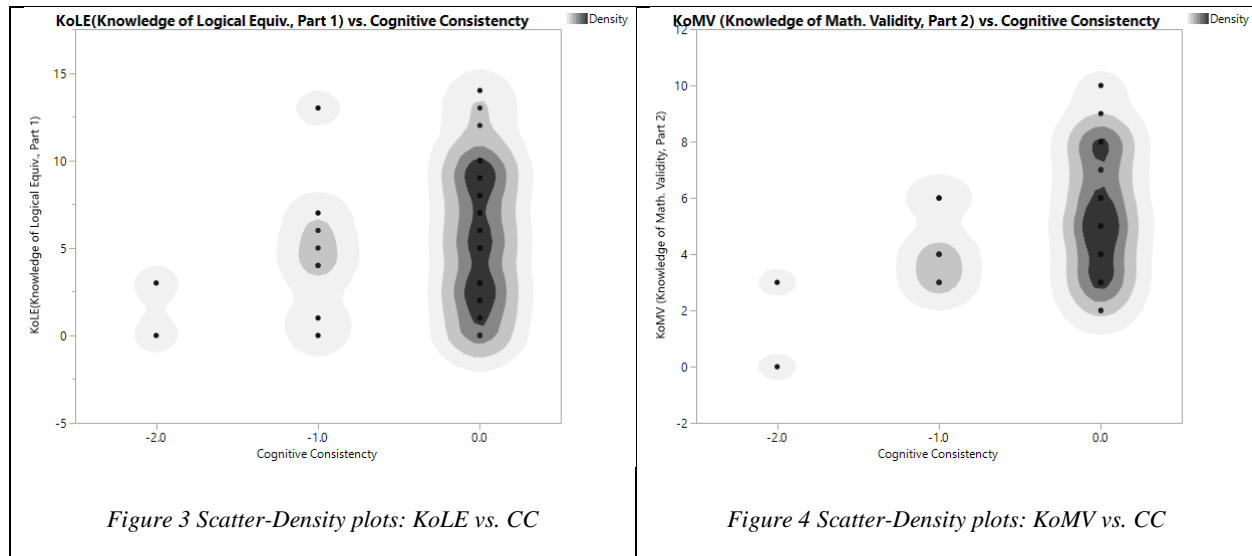 KoLE(Knowledge of Logical Equiv., Part 1) vs. Cognitive Consistencty
Density
KoLE(Knowledge of Logical Equiv., Part 1)
15
10
5
0
-5
-2.0 -1.0 0.0
Cognitive Consistencty
Figure 3 Scatter-Density plots: KoLE vs. CC
KoMV (Knowledge of Math. Validity, Part 2) vs. Cognitive Consistencty
Density
KoMV (Knowledge of Math. Validity, Part 2)
12
10
8
6
4
2
0
-2
-2.0 -1.0 0.0
Cognitive Consistencty
Figure 4 Scatter-Density plots: KoMV vs. CC